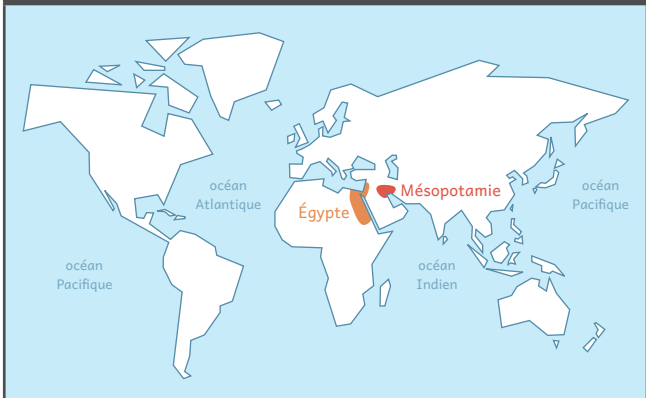 océan
Atlantique
océan
Pacifique
Mésopotamie
Égypte
océan
Pacifique
océan
Indien